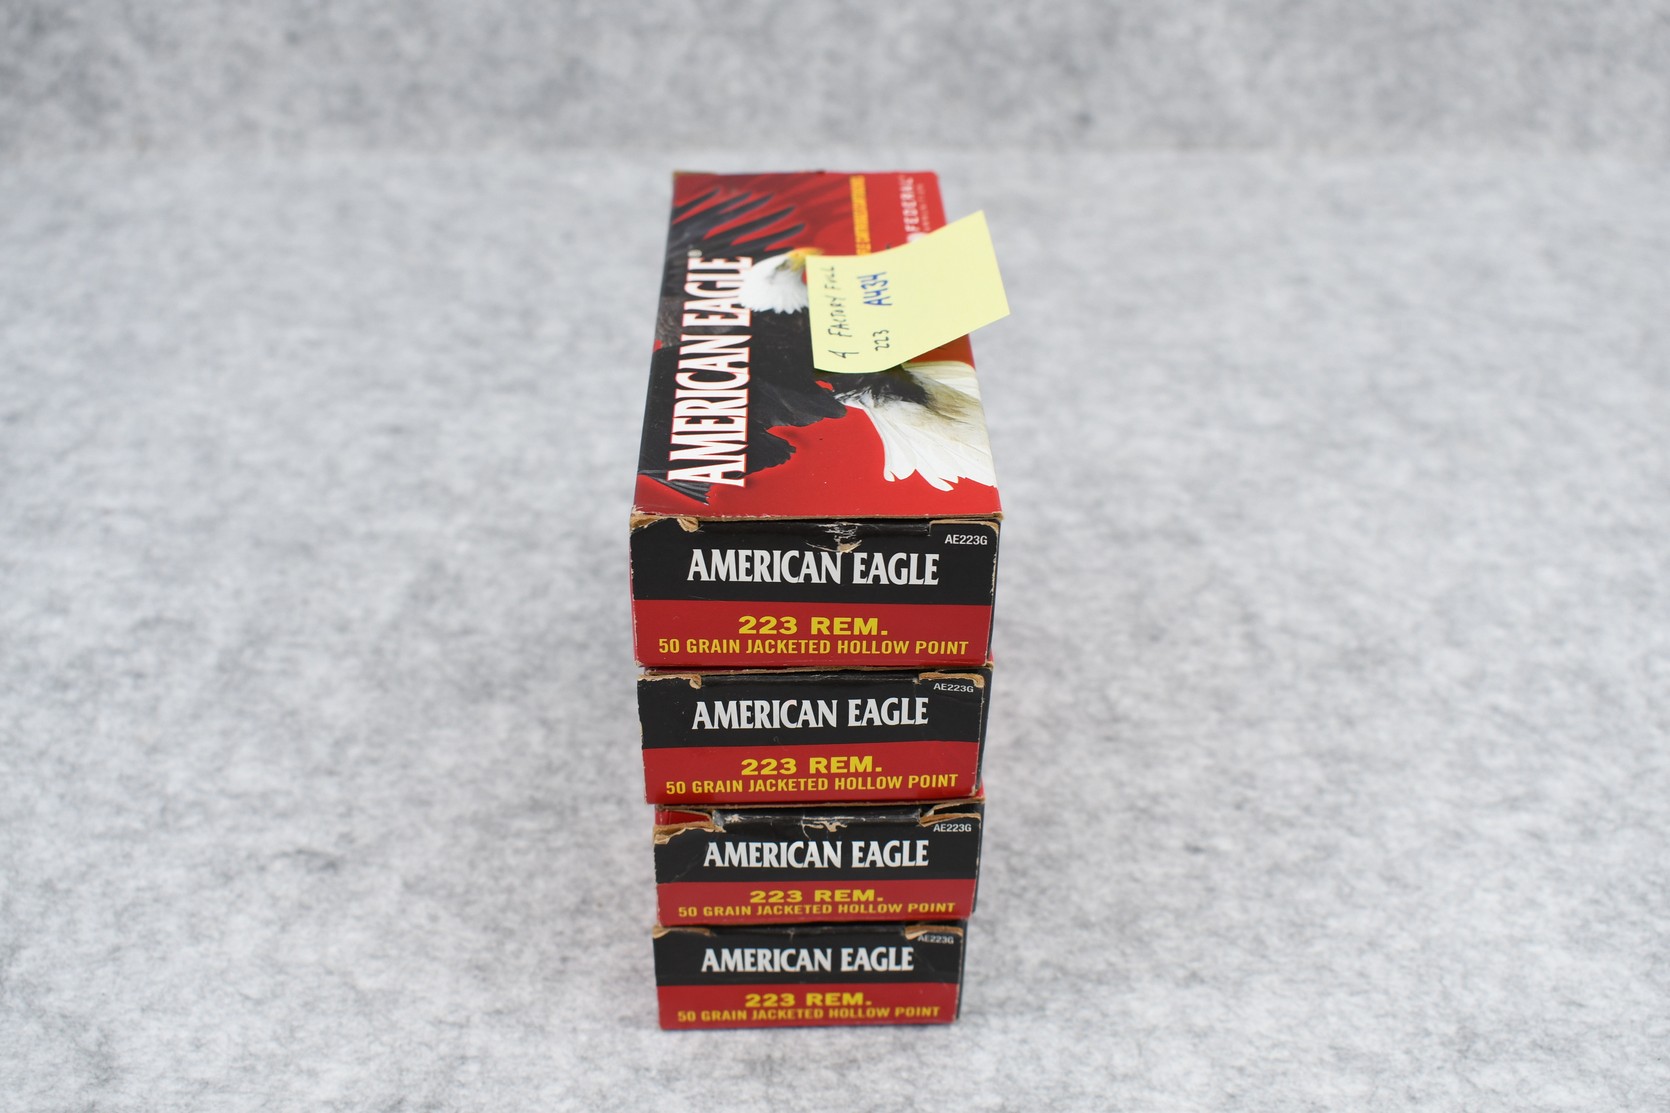 AMERICAN EAGLE®
FEDERAL
4 FACTORY FULL
223 A434
AE223G
AMERICAN EAGLE
223 REM.
50 GRAIN JACKETED HOLLOW POINT
AE223G
AMERICAN EAGLE
223 REM.
50 GRAIN JACKETED HOLLOW POINT
AE223G
AMERICAN EAGLE
223 REM.
50 GRAIN JACKETED HOLLOW POINT
AE223G
AMERICAN EAGLE
223 REM.
50 GRAIN JACKETED HOLLOW POINT